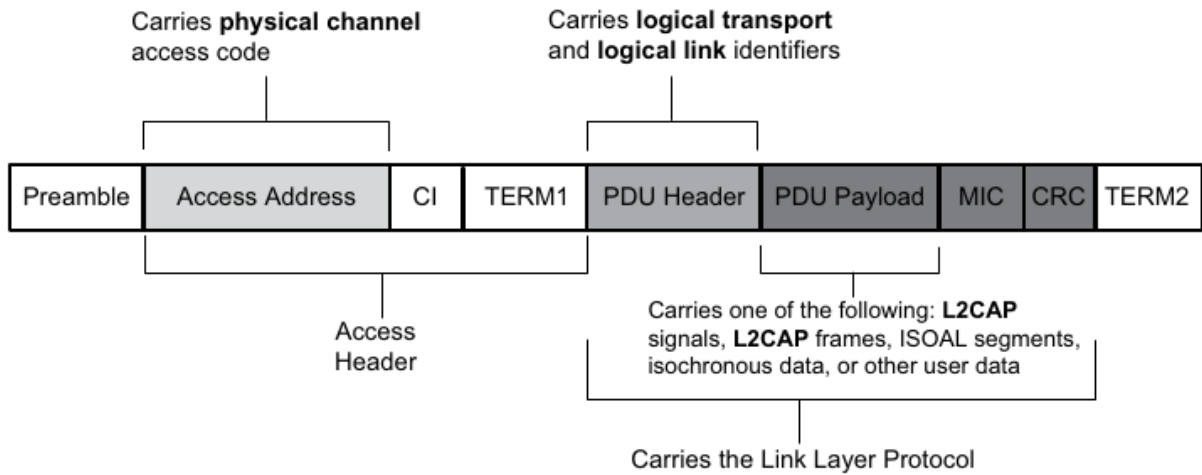 Carries physical channel
access code
Carries logical transport
and logical link identifiers
Preamble Access Address CI TERM1 PDU Header PDU Payload MIC CRC TERM2
Access
Header
Carries one of the following: L2CAP
signals, L2CAP frames, ISOAL segments,
isochronous data, or other user data
Carries the Link Layer Protocol